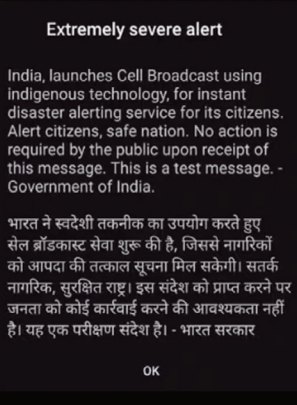 Extremely severe alert
India, launches Cell Broadcast using
indigenous technology, for instant
disaster alerting service for its citizens.
Alert citizens, safe nation. No action is
required by the public upon receipt of
this message. This is a test message. -
Government of India.
भारत ने स्वदेशी तकनीक का उपयोग करते हुए
सेल ब्रॉडकास्ट सेवा शुरू की है, जिससे नागरिकों
को आपदा की तत्काल सूचना मिल सकेगी। सतर्क
नागरिक, सुरक्षित राष्ट्र। इस संदेश को प्राप्त करने पर
जनता को कोई कार्रवाई करने की आवश्यकता नहीं
है। यह एक परीक्षण संदेश है। - भारत सरकार
OK